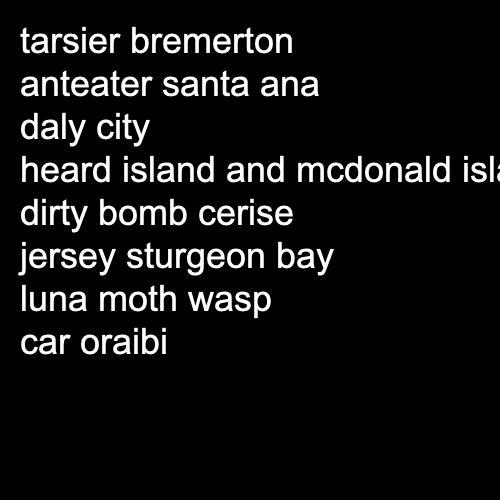 tarsier bremerton
anteater santa ana
daly city
heard island and mcdonald
dirty bomb cerise
jersey sturgeon bay
luna moth wasp
car oraibi